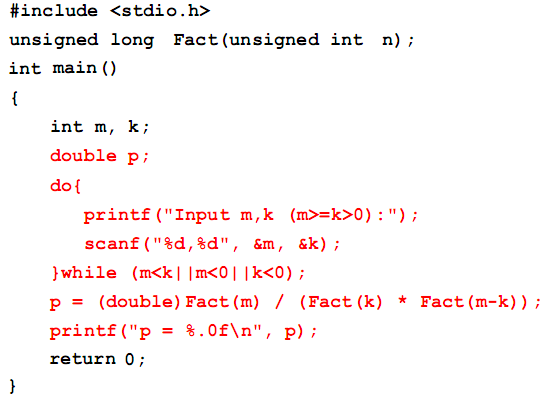 #include <stdio.h>
unsigned long Fact(unsigned int n);
int main()
{
int m, k;
double p;
do{
printf("Input m,k (m>=k>0):");
scanf("%d,%d", &m, &k);
}while (m<k||m<0||k<0);
p = (double)Fact(m) / (Fact(k) * Fact(m-k));
printf("p = %.0f\n", p);
return 0;
}